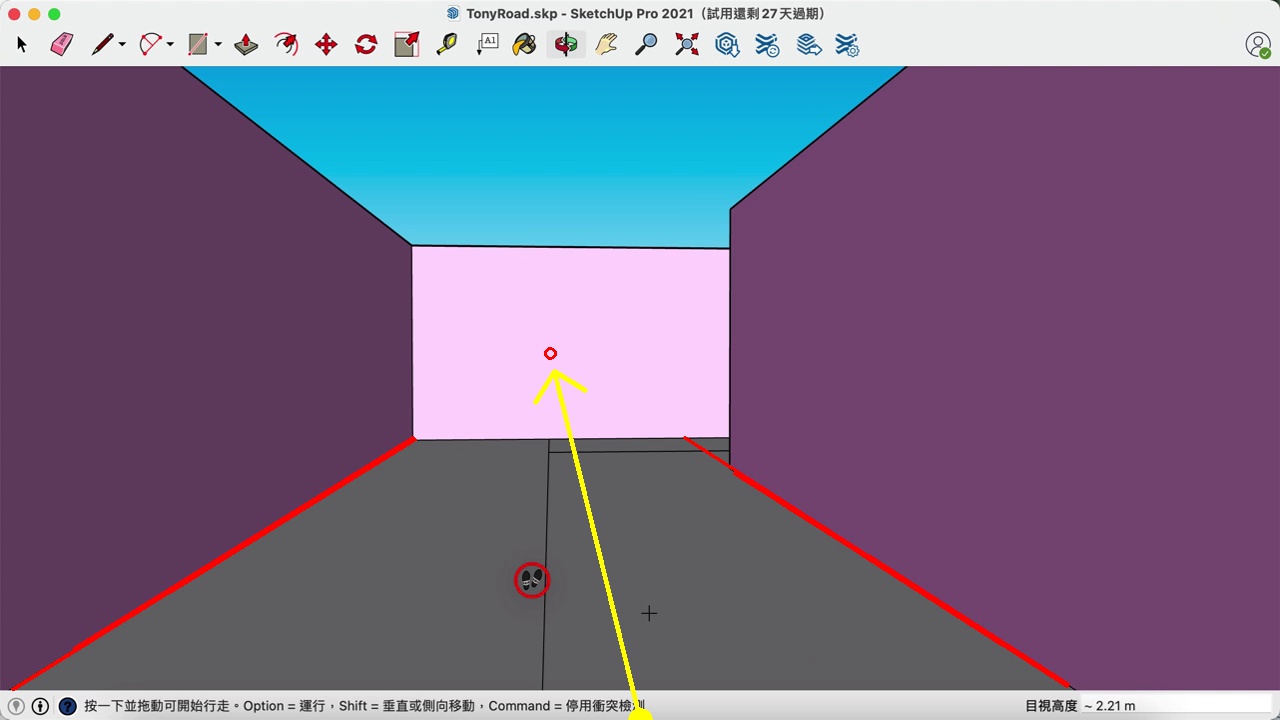 TonyRoad.skp - SketchUp Pro 2021（試用還剩 27 天過期）
A1
按一下並拖動可開始行走。Option = 運行，Shift = 垂直或側向移動，Command = 停用衝突檢測
目視高度 ~ 2.21 m